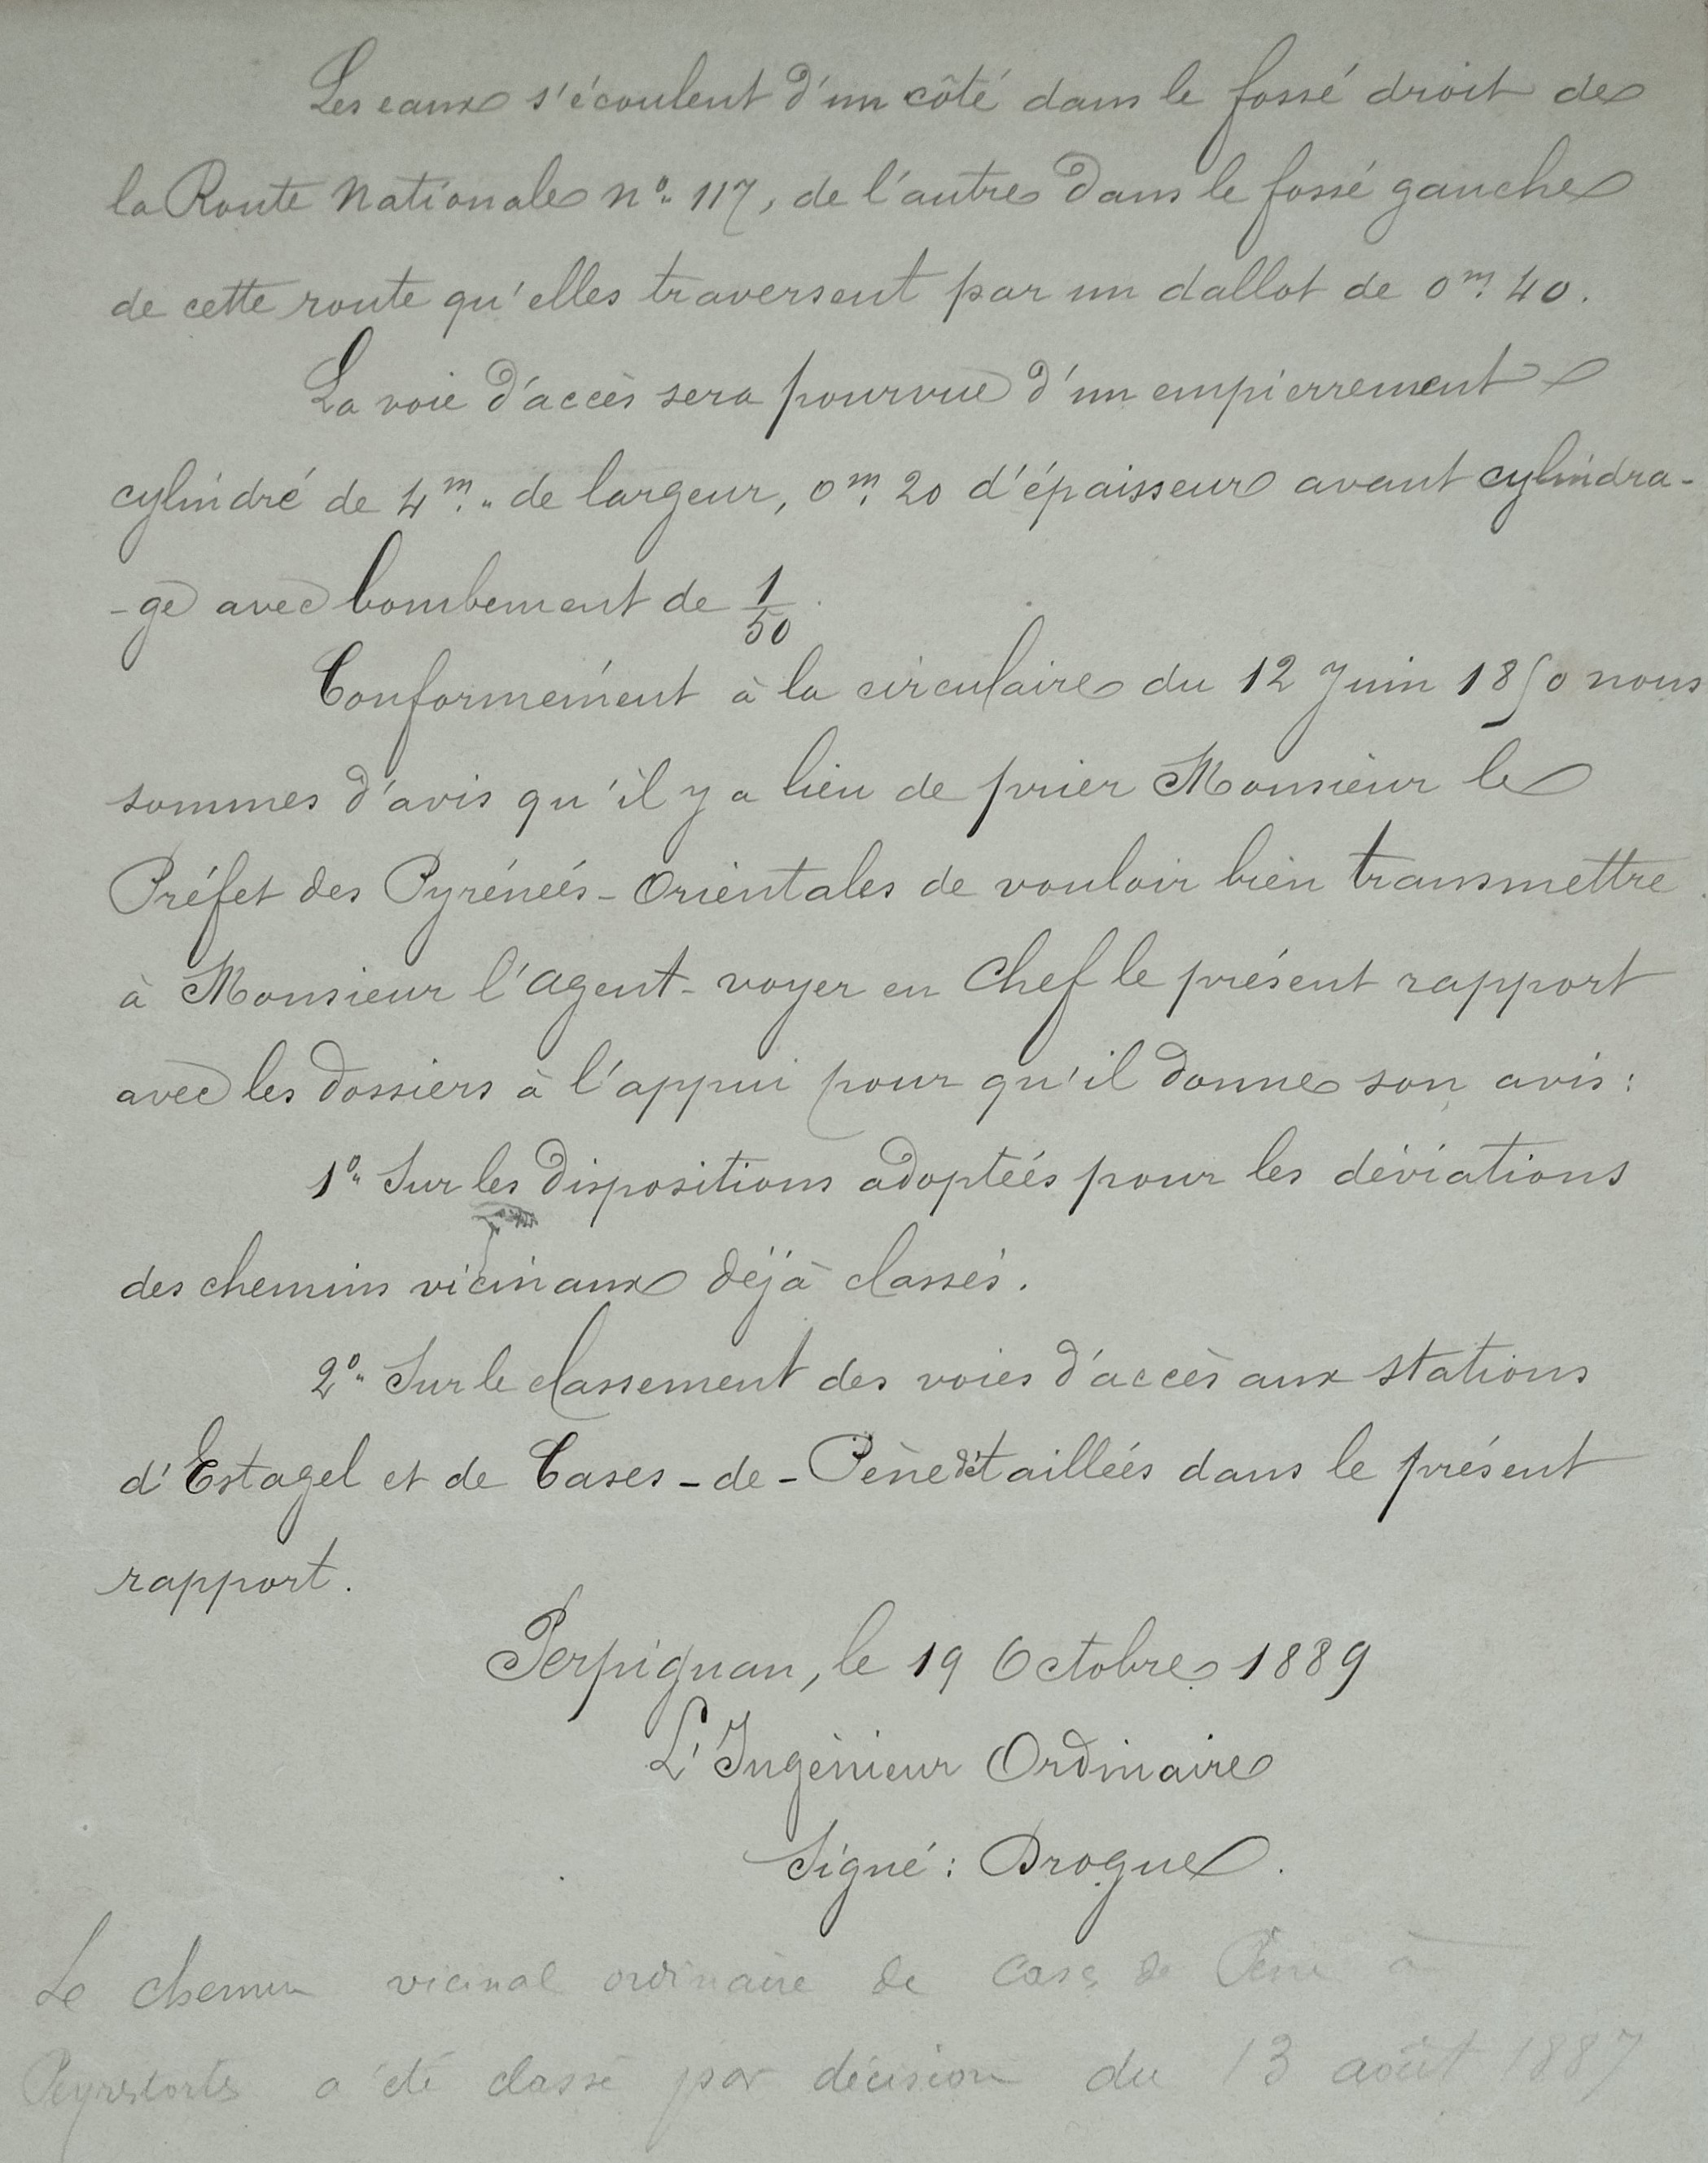 Les eaux s'écoulent d'un côté dans le fossé droit de
la Route Nationale n° 117, de l'autre dans le fossé gauche
de cette route qu'elles traversent par un dallot de 0m.40.
La voie d'accès sera pourvue d'un empierrement
cylindré de 4m." de largeur, 0m.20 d'épaisseur avant cylindra-
-ge avec bombement de 1/50.
Conformément à la circulaire du 12 Juin 1850 nous
sommes d'avis qu'il y a lieu de prier Monsieur le
Préfet des Pyrénées-Orientales de vouloir bien transmettre
à Monsieur l'agent-voyer en Chef le présent rapport
avec les dossiers à l'appui pour qu'il donne son avis:
1° Sur les dispositions adoptées pour les déviations
des chemins vicinaux déjà classés.
2° Sur le classement des voies d'accès aux stations
d'Estagel et de Cases-de-Pène détaillées dans le présent
rapport.
Perpignan, le 19 Octobre 1889
L'Ingénieur Ordinaire
Signé: Drogue.
Le chemin vicinal ordinaire de Cases de Pène à
Peyrestortes a été classé par décision du 13 août 1887